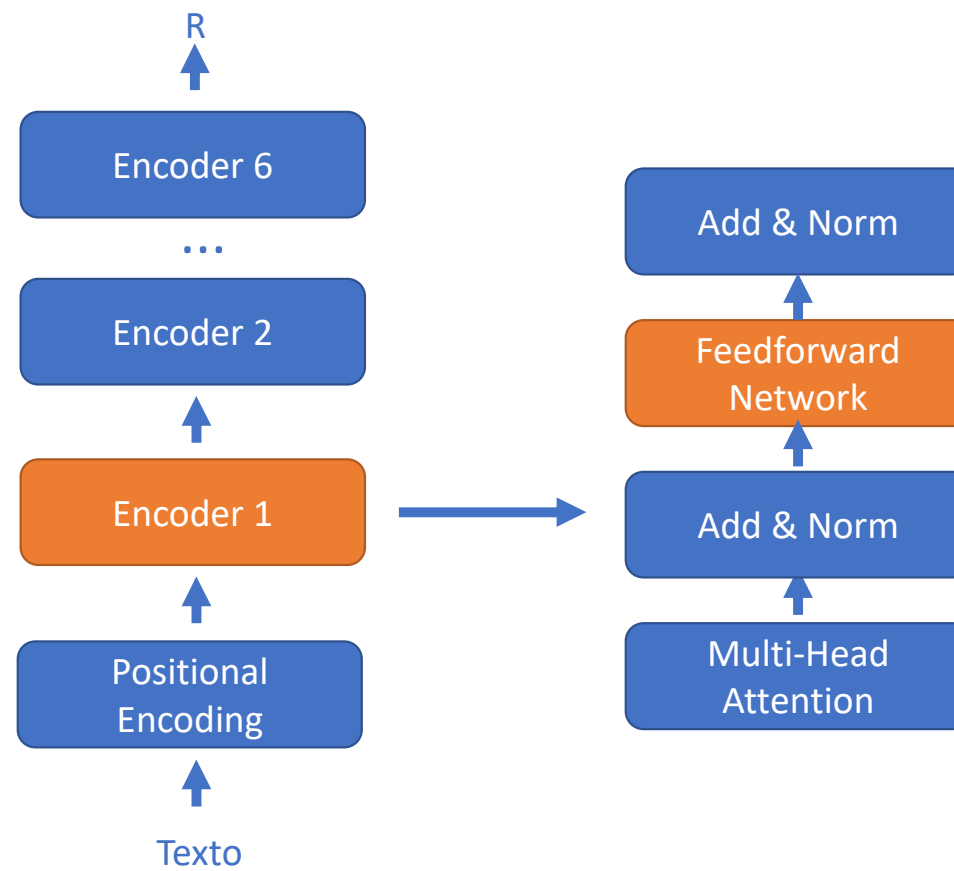 R
Encoder 6
...
Encoder 2
Encoder 1
Positional
Encoding
Texto
Add & Norm
Feedforward
Network
Add & Norm
Multi-Head
Attention